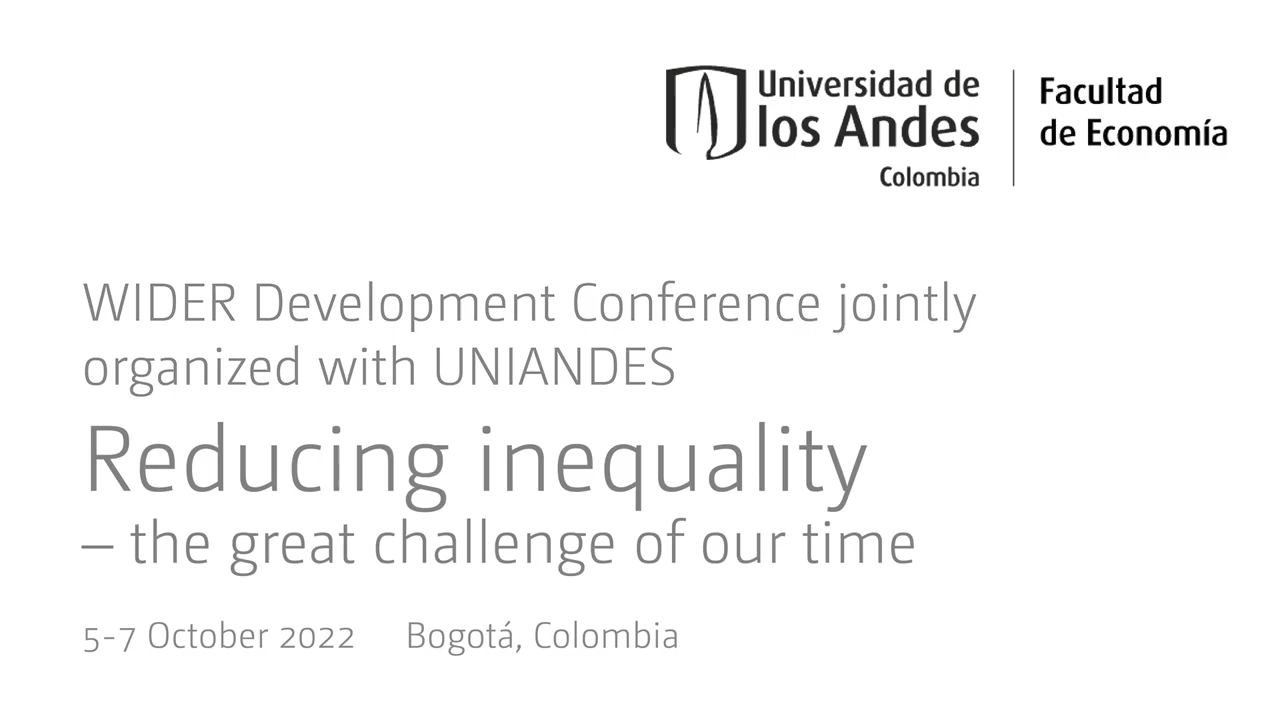 Universidad de
los Andes
Colombia
Facultad
de Economía
WIDER Development Conference jointly
organized with UNIANDES
Reducing inequality
– the great challenge of our time
5-7 October 2022 Bogotá, Colombia